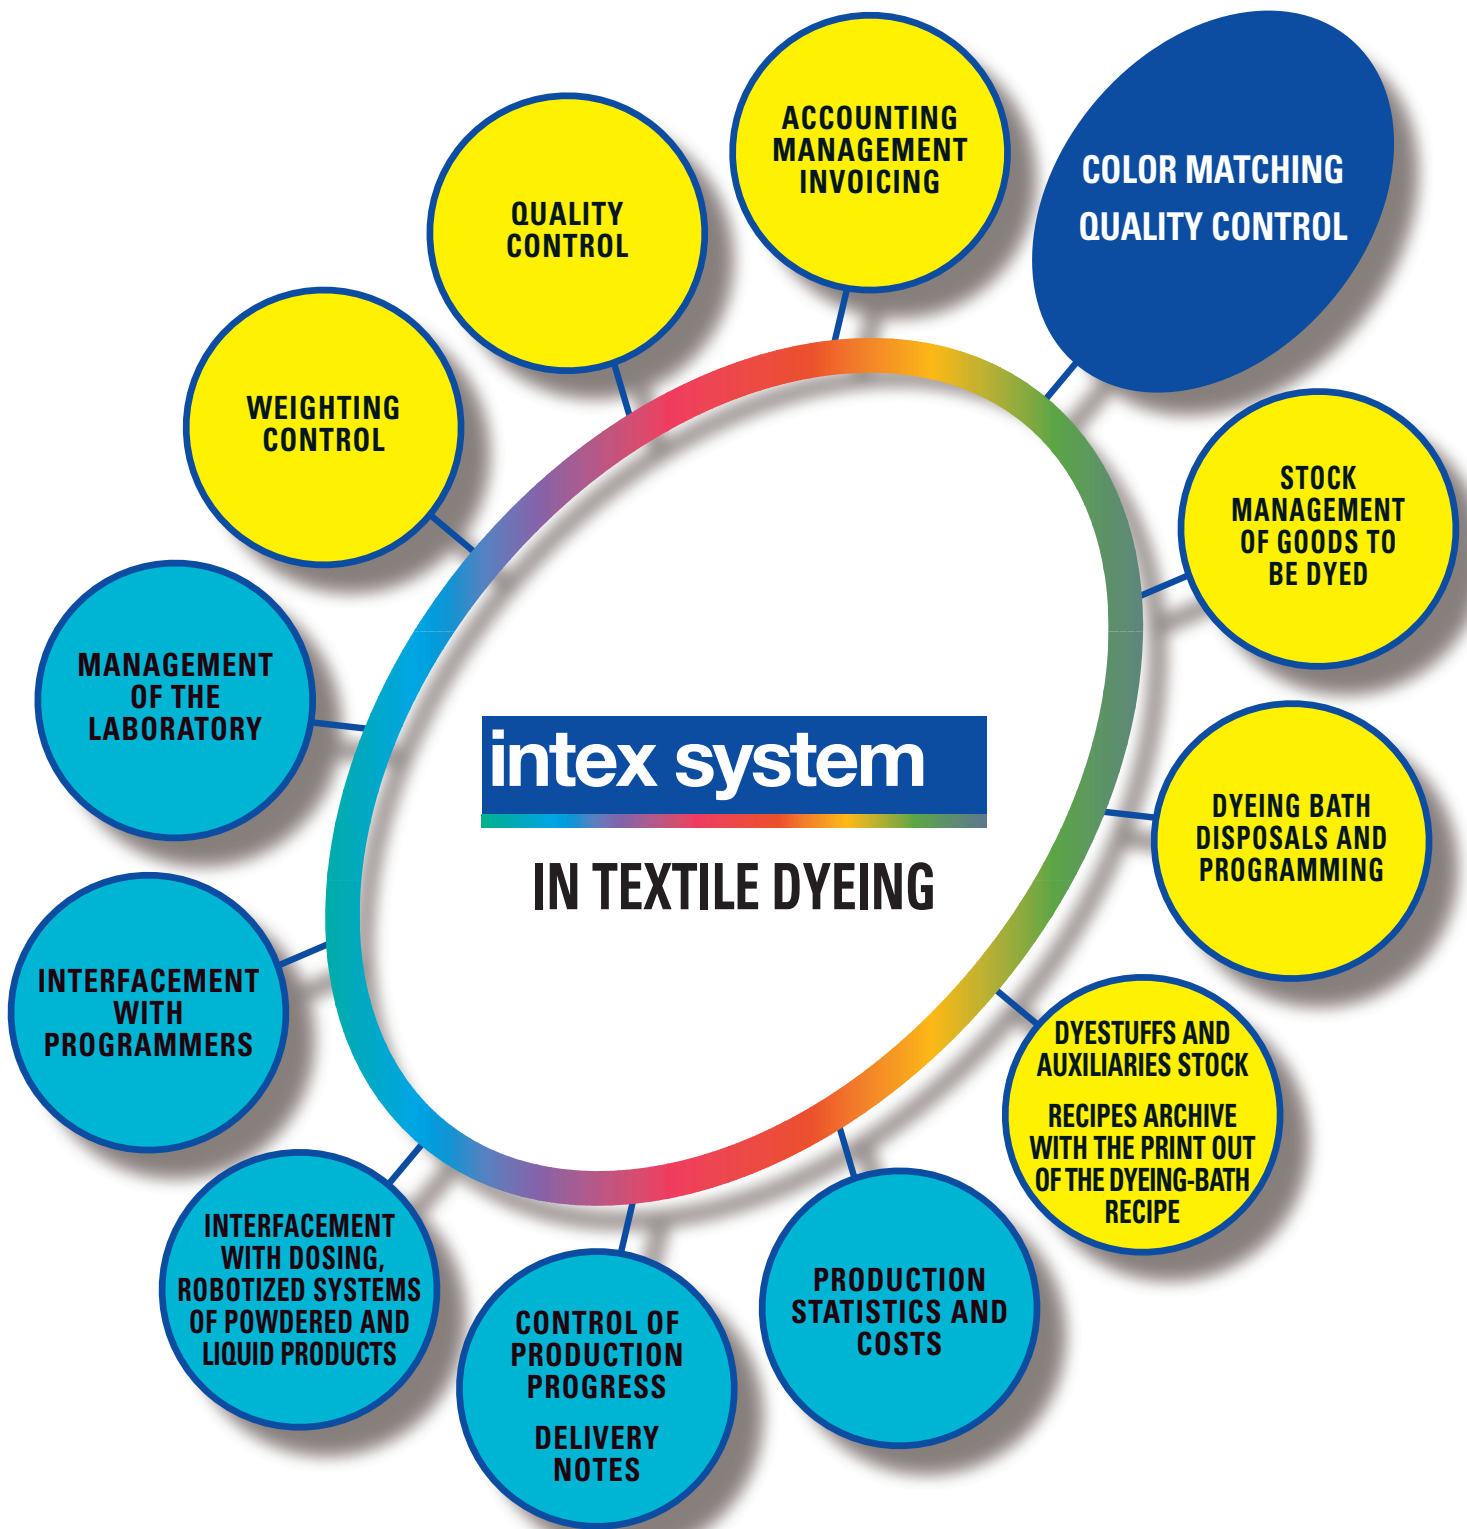 ACCOUNTING
MANAGEMENT
INVOICING
COLOR MATCHING
QUALITY CONTROL
QUALITY
CONTROL
WEIGHTING
CONTROL
STOCK
MANAGEMENT
OF GOODS TO
BE DYED
MANAGEMENT
OF THE
LABORATORY
intex system
IN TEXTILE DYEING
DYEING BATH
DISPOSALS AND
PROGRAMMING
INTERFACEMENT
WITH
PROGRAMMERS
DYESTUFFS AND
AUXILIARIES STOCK
RECIPES ARCHIVE
WITH THE PRINT OUT
OF THE DYEING-BATH
RECIPE
INTERFACEMENT
WITH DOSING,
ROBOTIZED SYSTEMS
OF POWDERED AND
LIQUID PRODUCTS
CONTROL OF
PRODUCTION
PROGRESS
DELIVERY
NOTES
PRODUCTION
STATISTICS AND
COSTS